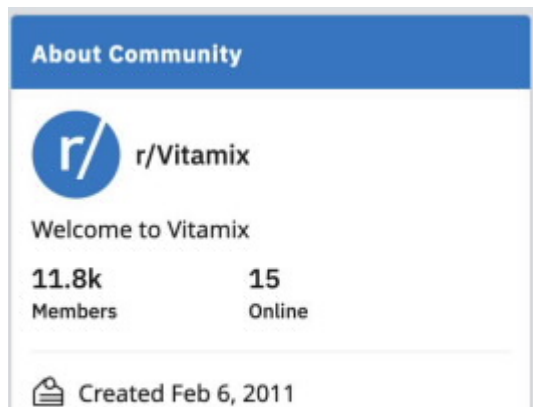 About Community
r/ r/Vitamix
Welcome to Vitamix
11.8k 15
Members Online
Created Feb 6, 2011